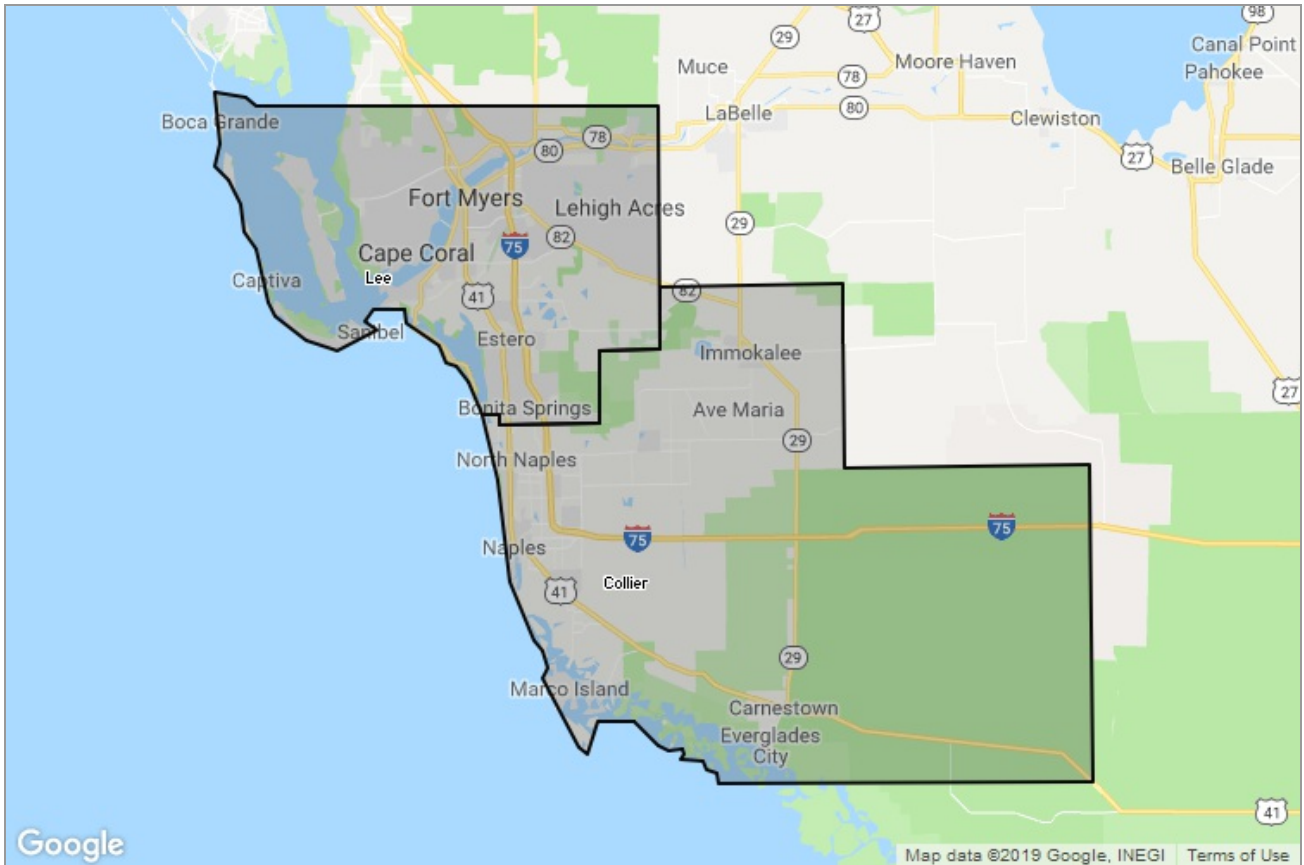 27
98
29
Canal Point
Muce
Moore Haven
Pahokee
78
Boca Grande
LaBelle
80
Clewiston
78
80
27
Belle Glade
Fort Myers
Lehigh Acres
29
82
75
Cape Coral
Lee
Captiva
41
82
Sanibel
Estero
Immokalee
27
Bonita Springs
Ave Maria
29
North Naples
75
75
Naples
Collier
41
29
Marco Island
Carnestown
Everglades
City
41
Google
Map data ©2019 Google, INEGI
Terms of Use